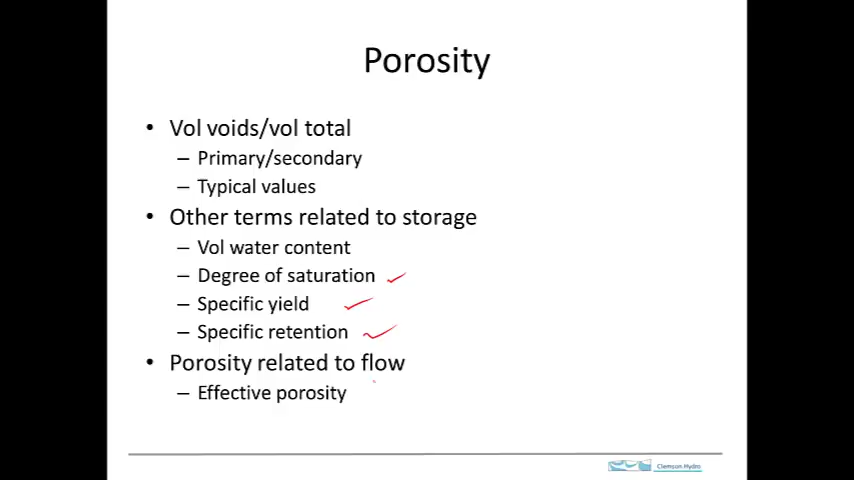 Porosity
• Vol voids/vol total
– Primary/secondary
– Typical values
• Other terms related to storage
– Vol water content
– Degree of saturation
– Specific yield
– Specific retention
• Porosity related to flow
– Effective porosity
Clemson Hydro